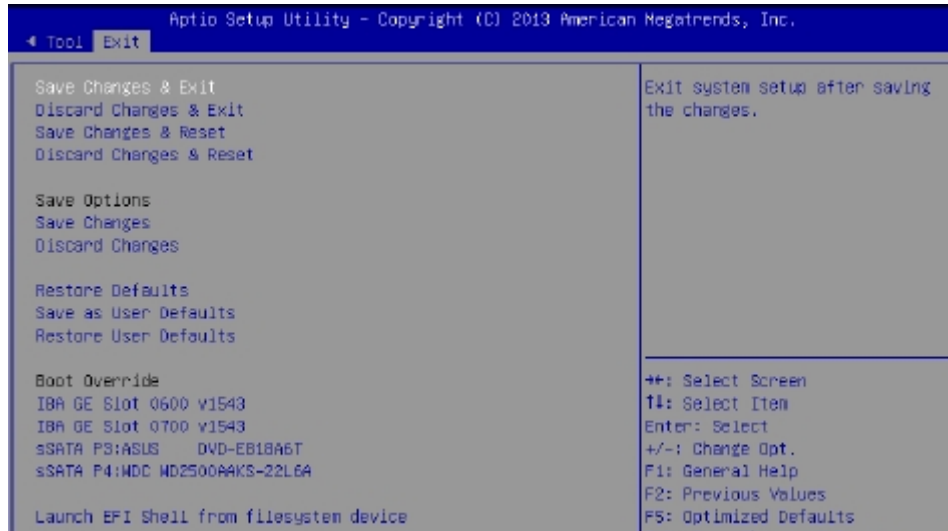 Aptio Setup Utility - Copyright (C) 2013 American Megatrends, Inc.
◄ Tool Exit
Save Changes & Exit
Discard Changes & Exit
Save Changes & Reset
Discard Changes & Reset
Save Options
Save Changes
Discard Changes
Restore Defaults
Save as User Defaults
Restore User Defaults
Boot Override
IBA GE Slot 0600 v1543
IBA GE Slot 0700 v1543
sSATA P3:ASUS DVD-E818A6T
sSATA P4:WDC WD2500AAKS-22L6A
Launch EFI Shell from filesystem device
Exit system setup after saving
the changes.
→←: Select Screen
↑↓: Select Item
Enter: Select
+/-: Change Opt.
F1: General Help
F2: Previous Values
F5: Optimized Defaults